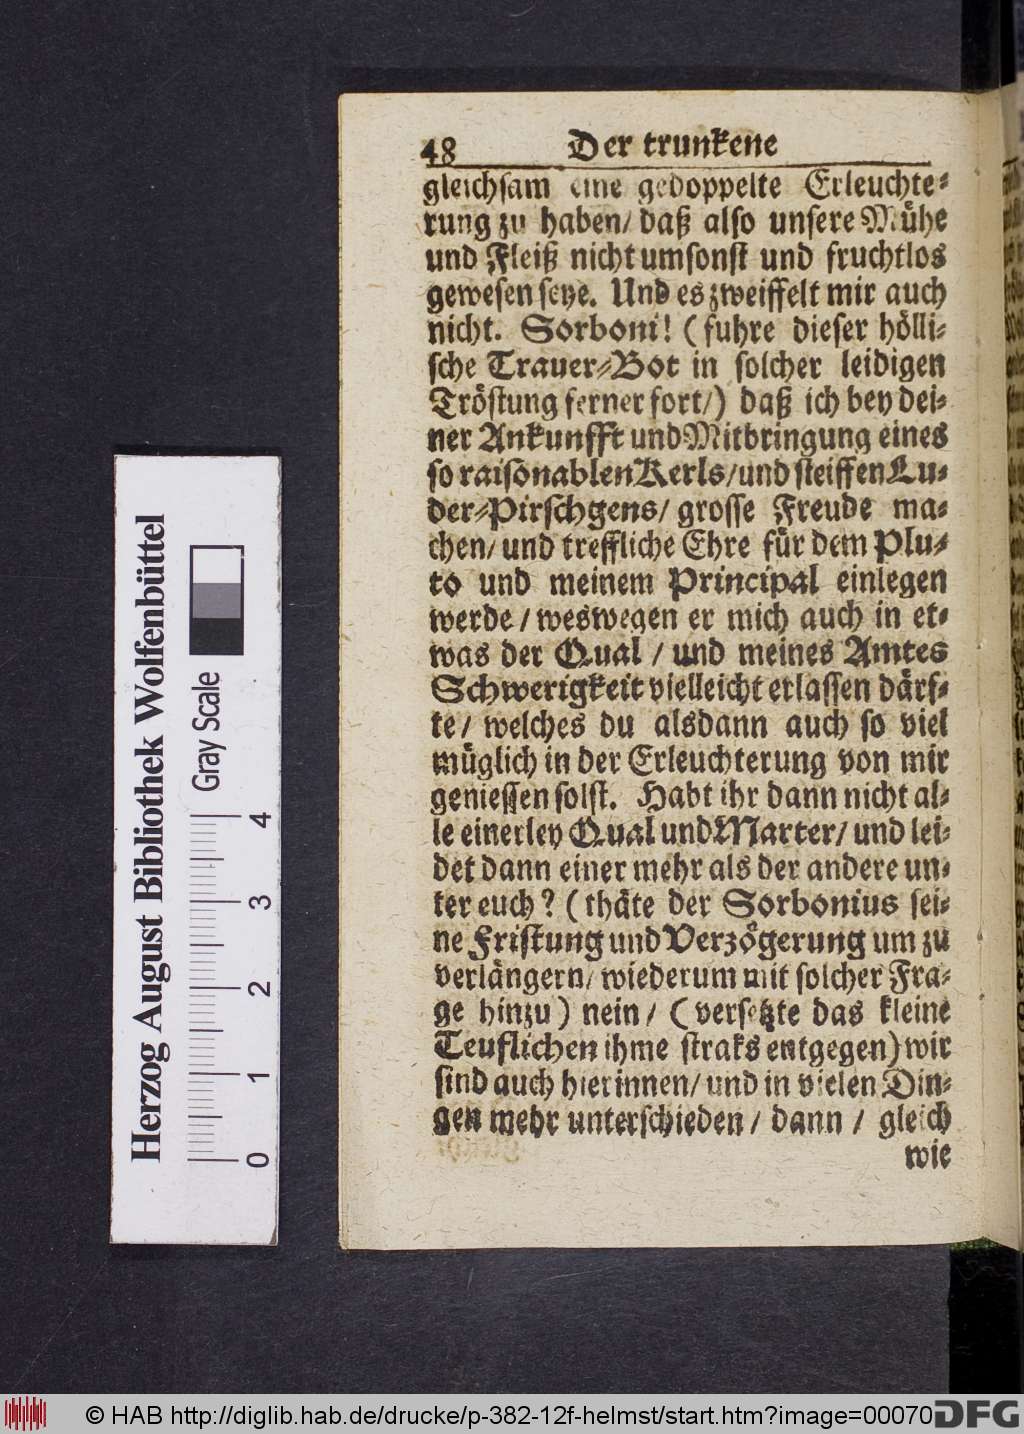 48 Der trunkene
gleichsam eine gedoppelte Erleuchte-
rung zu haben/ daß also unsere Mühe
und Fleiß nicht umsonst und fruchtlos
gewesen seye. Und es zweiffelt mir auch
nicht. Sorboni! (fuhre dieser hölli-
sche Trauer-Bot in solcher leidigen
Tröstung ferner fort/) daß ich bey dei-
ner Ankunfft und Mitbringung eines
so raisonablen Kerls/ und steiffen Lu-
der-Pirschgens/ grosse Freude ma-
chen/ und treffliche Ehre für dem Plu-
to und meinem Principal einlegen
werde / weswegen er mich auch in et-
was der Qual / und meines Amtes
Schwerigkeit vielleicht erlassen därf-
te/ welches du alsdann auch so viel
müglich in der Erleuchterung von mir
geniessen solst. Habt ihr dann nicht al-
le einerley Qual und Marter/ und lei-
det dann einer mehr als der andere un-
ter euch? (thäte der Sorbonius sei-
ne Fristung und Verzögerung um zu
verlängern/ wiederum mit solcher Fra-
ge hinzu) nein / (versetzte das kleine
Teuflichen ihme straks entgegen) wir
sind auch hierinnen/ und in vielen Din-
gen mehr unterschieden / dann / gleich
wie
Herzog August Bibliothek Wolfenbüttel
Gray Scale
0 1 2 3 4
© HAB http://diglib.hab.de/drucke/p-382-12f-helmst/start.htm?image=00070
DFG